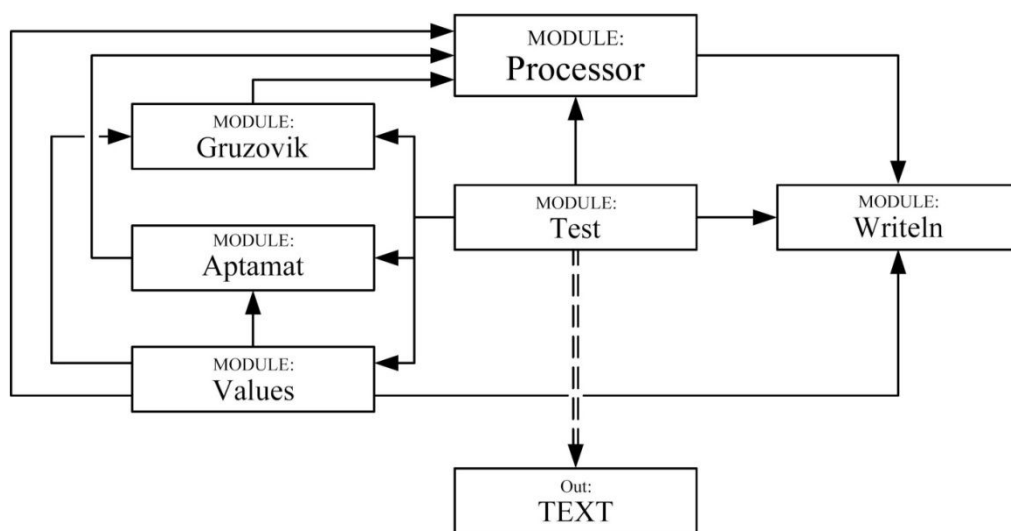 MODULE:
Processor
MODULE:
Gruzovik
MODULE:
Test
MODULE:
Writeln
MODULE:
Aptamat
MODULE:
Values
Out:
TEXT